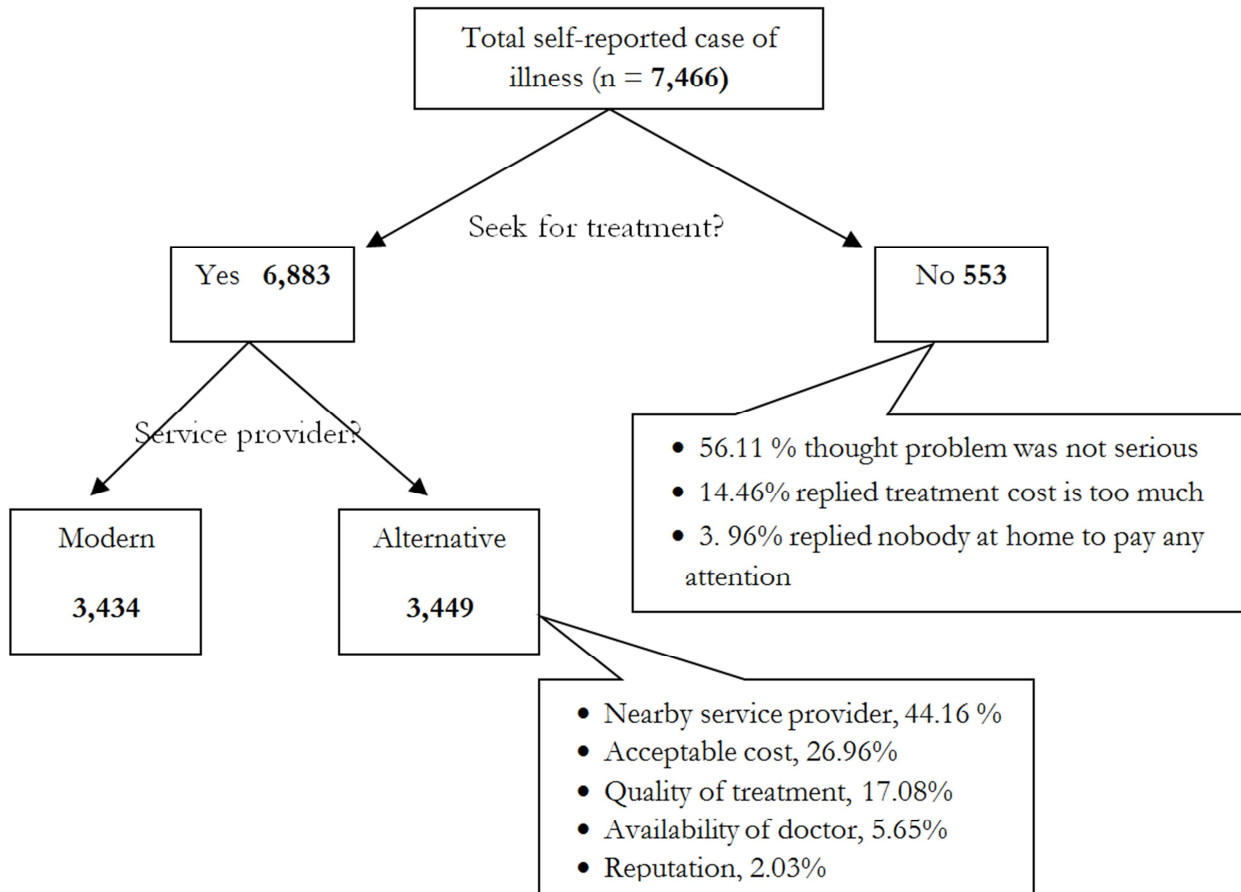 Total self-reported case of
illness (n = 7,466)
Seek for treatment?
Yes 6,883
No 553
Service provider?
Modern
3,434
Alternative
3,449
• 56.11 % thought problem was not serious
• 14.46% replied treatment cost is too much
• 3. 96% replied nobody at home to pay any
attention
• Nearby service provider, 44.16 %
• Acceptable cost, 26.96%
• Quality of treatment, 17.08%
• Availability of doctor, 5.65%
• Reputation, 2.03%